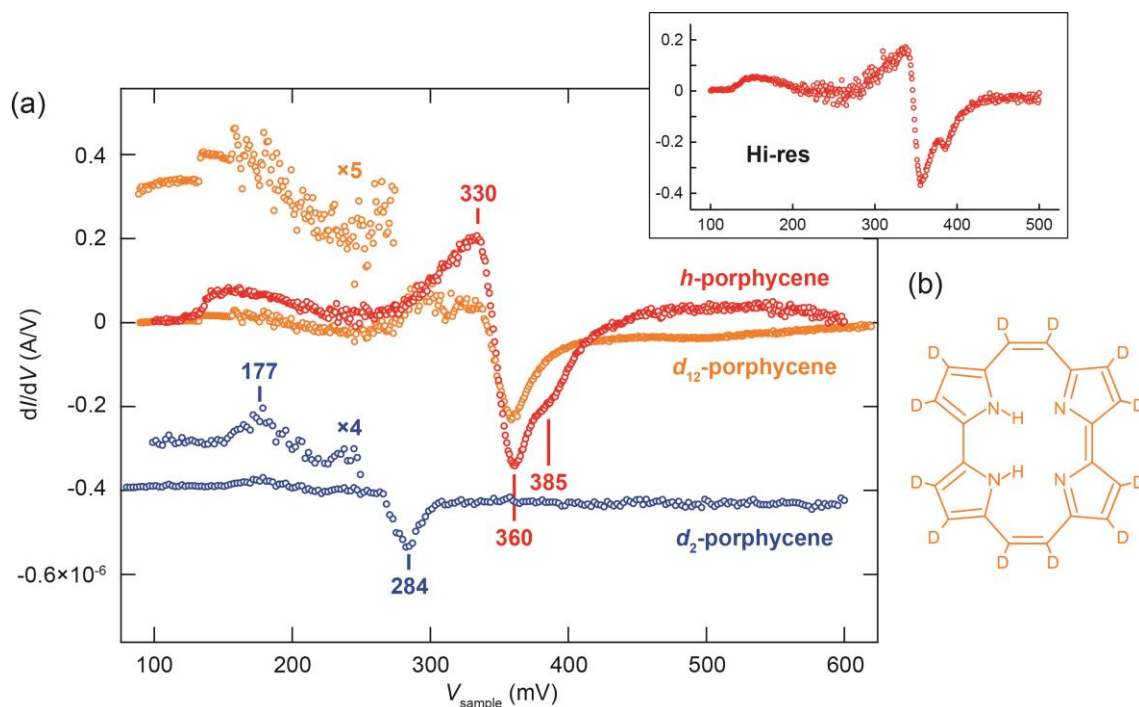 (a)
0.4
0.2
0
-0.2
-0.4
-0.6×10⁻⁶
dI/dV (A/V)
100
200
300
400
500
600
V_sample (mV)
×5
330
h-porphycene
d₁₂-porphycene
177
×4
385
360
d₂-porphycene
284
0.2
0
-0.2
-0.4
Hi-res
100
200
300
400
500
(b)
D
D
D
D
D
D
N
H
N
N
H
N
D
D
D
D
D
D